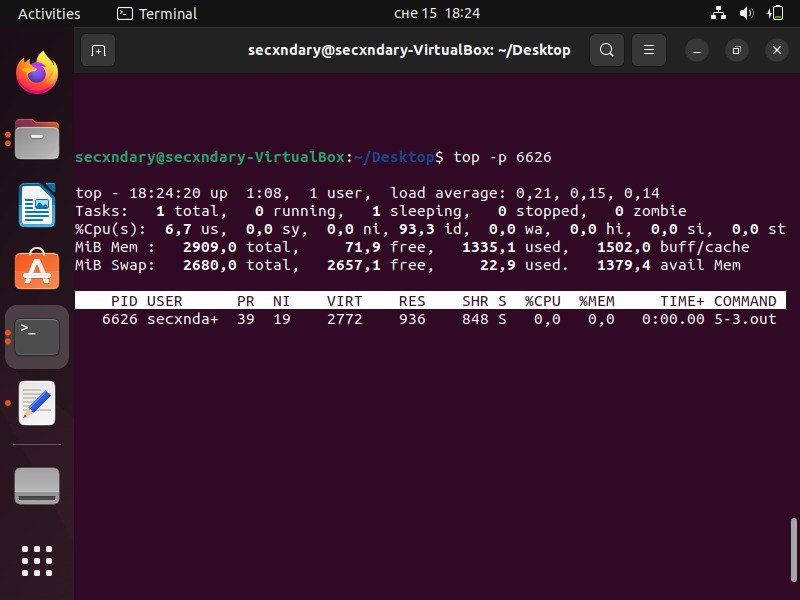 Activities Terminal сне 15 18:24
secxndary@secxndary-VirtualBox: ~/Desktop
secxndary@secxndary-VirtualBox:~/Desktop$ top -p 6626
top - 18:24:20 up  1:08,  1 user,  load average: 0,21, 0,15, 0,14
Tasks:   1 total,   0 running,   1 sleeping,   0 stopped,   0 zombie
%Cpu(s):  6,7 us,  0,0 sy,  0,0 ni, 93,3 id,  0,0 wa,  0,0 hi,  0,0 si,  0,0 st
MiB Mem :   2909,0 total,     71,9 free,   1335,1 used,   1502,0 buff/cache
MiB Swap:   2680,0 total,   2657,1 free,     22,9 used.   1379,4 avail Mem
PID USER      PR  NI    VIRT    RES    SHR S  %CPU  %MEM     TIME+ COMMAND
6626 secxnda+  39  19    2772    936    848 S   0,0   0,0   0:00.00 5-3.out